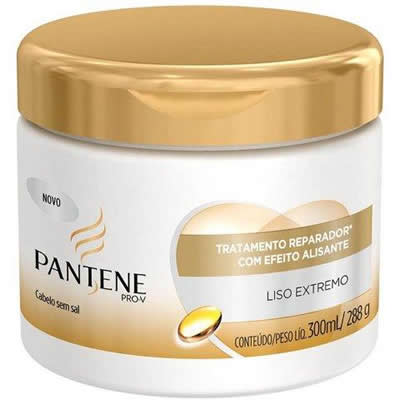 NOVO
PANTENE
PRO-V
Cabelo sem sal
TRATAMENTO REPARADOR*
COM EFEITO ALISANTE
LISO EXTREMO
CONTEÚDO/PESO LÍQ. 300mL/ 288 g